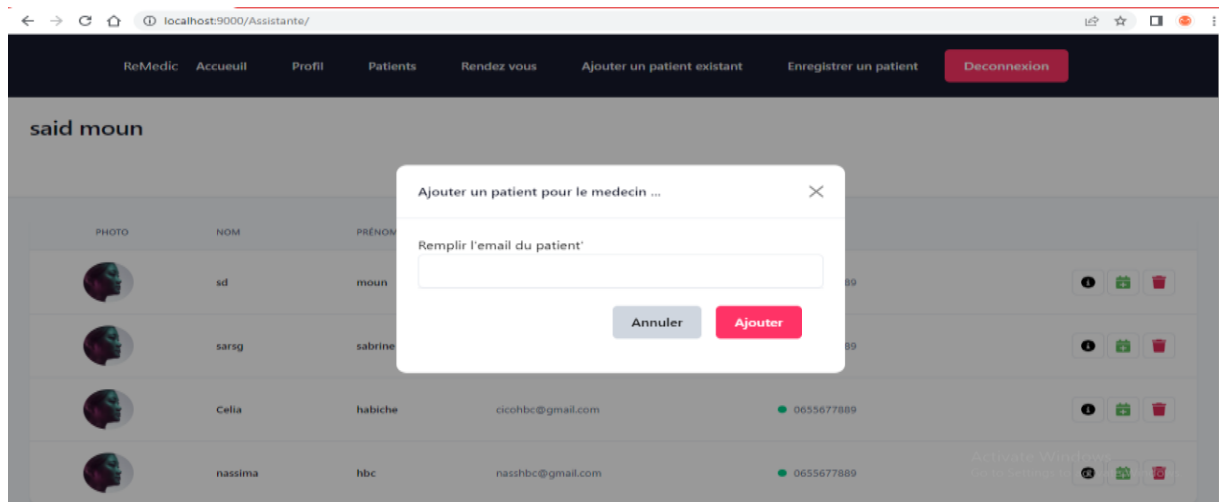 localhost:9000/Assistante/
ReMedic Accueuil Profil Patients Rendez vous Ajouter un patient existant Enregistrer un patient Deconnexion
said moun
Ajouter un patient pour le medecin ...
PHOTO NOM PRÉNOM
Remplir l'email du patient'
sd moun 89
Annuler Ajouter
sarsg sabrine 89
Celia habiche cicohbc@gmail.com 0655677889
Activate Windows
nassima hbc nasshbc@gmail.com 0655677889